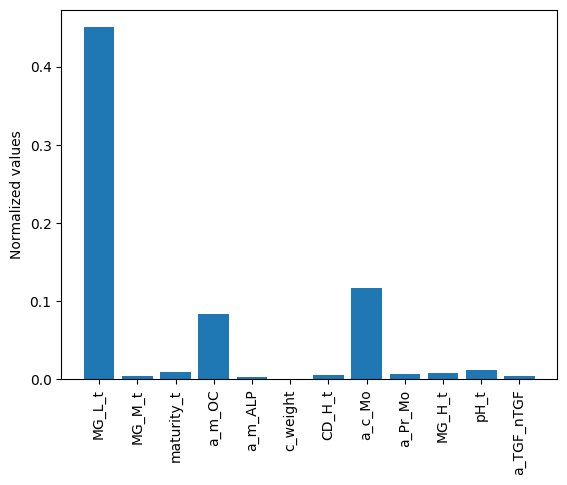 Normalized values
0.4
0.3
0.2
0.1
0.0
MG_L_t
MG_M_t
maturity_t
a_m_OC
a_m_ALP
c_weight
CD_H_t
a_c_Mo
a_Pr_Mo
MG_H_t
pH_t
a_TGF_nTGF